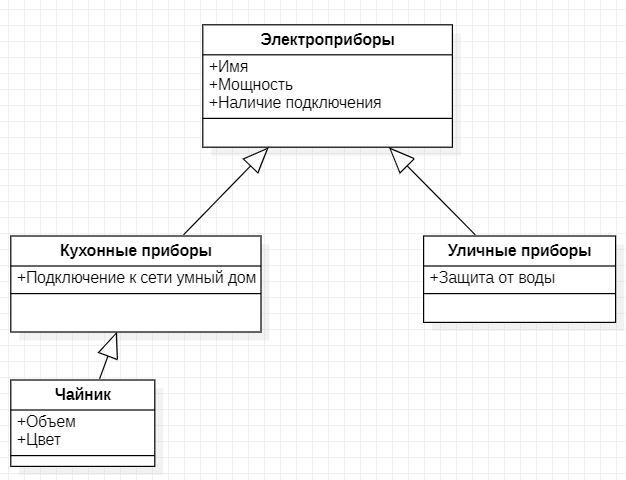 Электроприборы
+Имя
+Мощность
+Наличие подключения
Кухонные приборы
+Подключение к сети умный дом
Уличные приборы
+Защита от воды
Чайник
+Объем
+Цвет